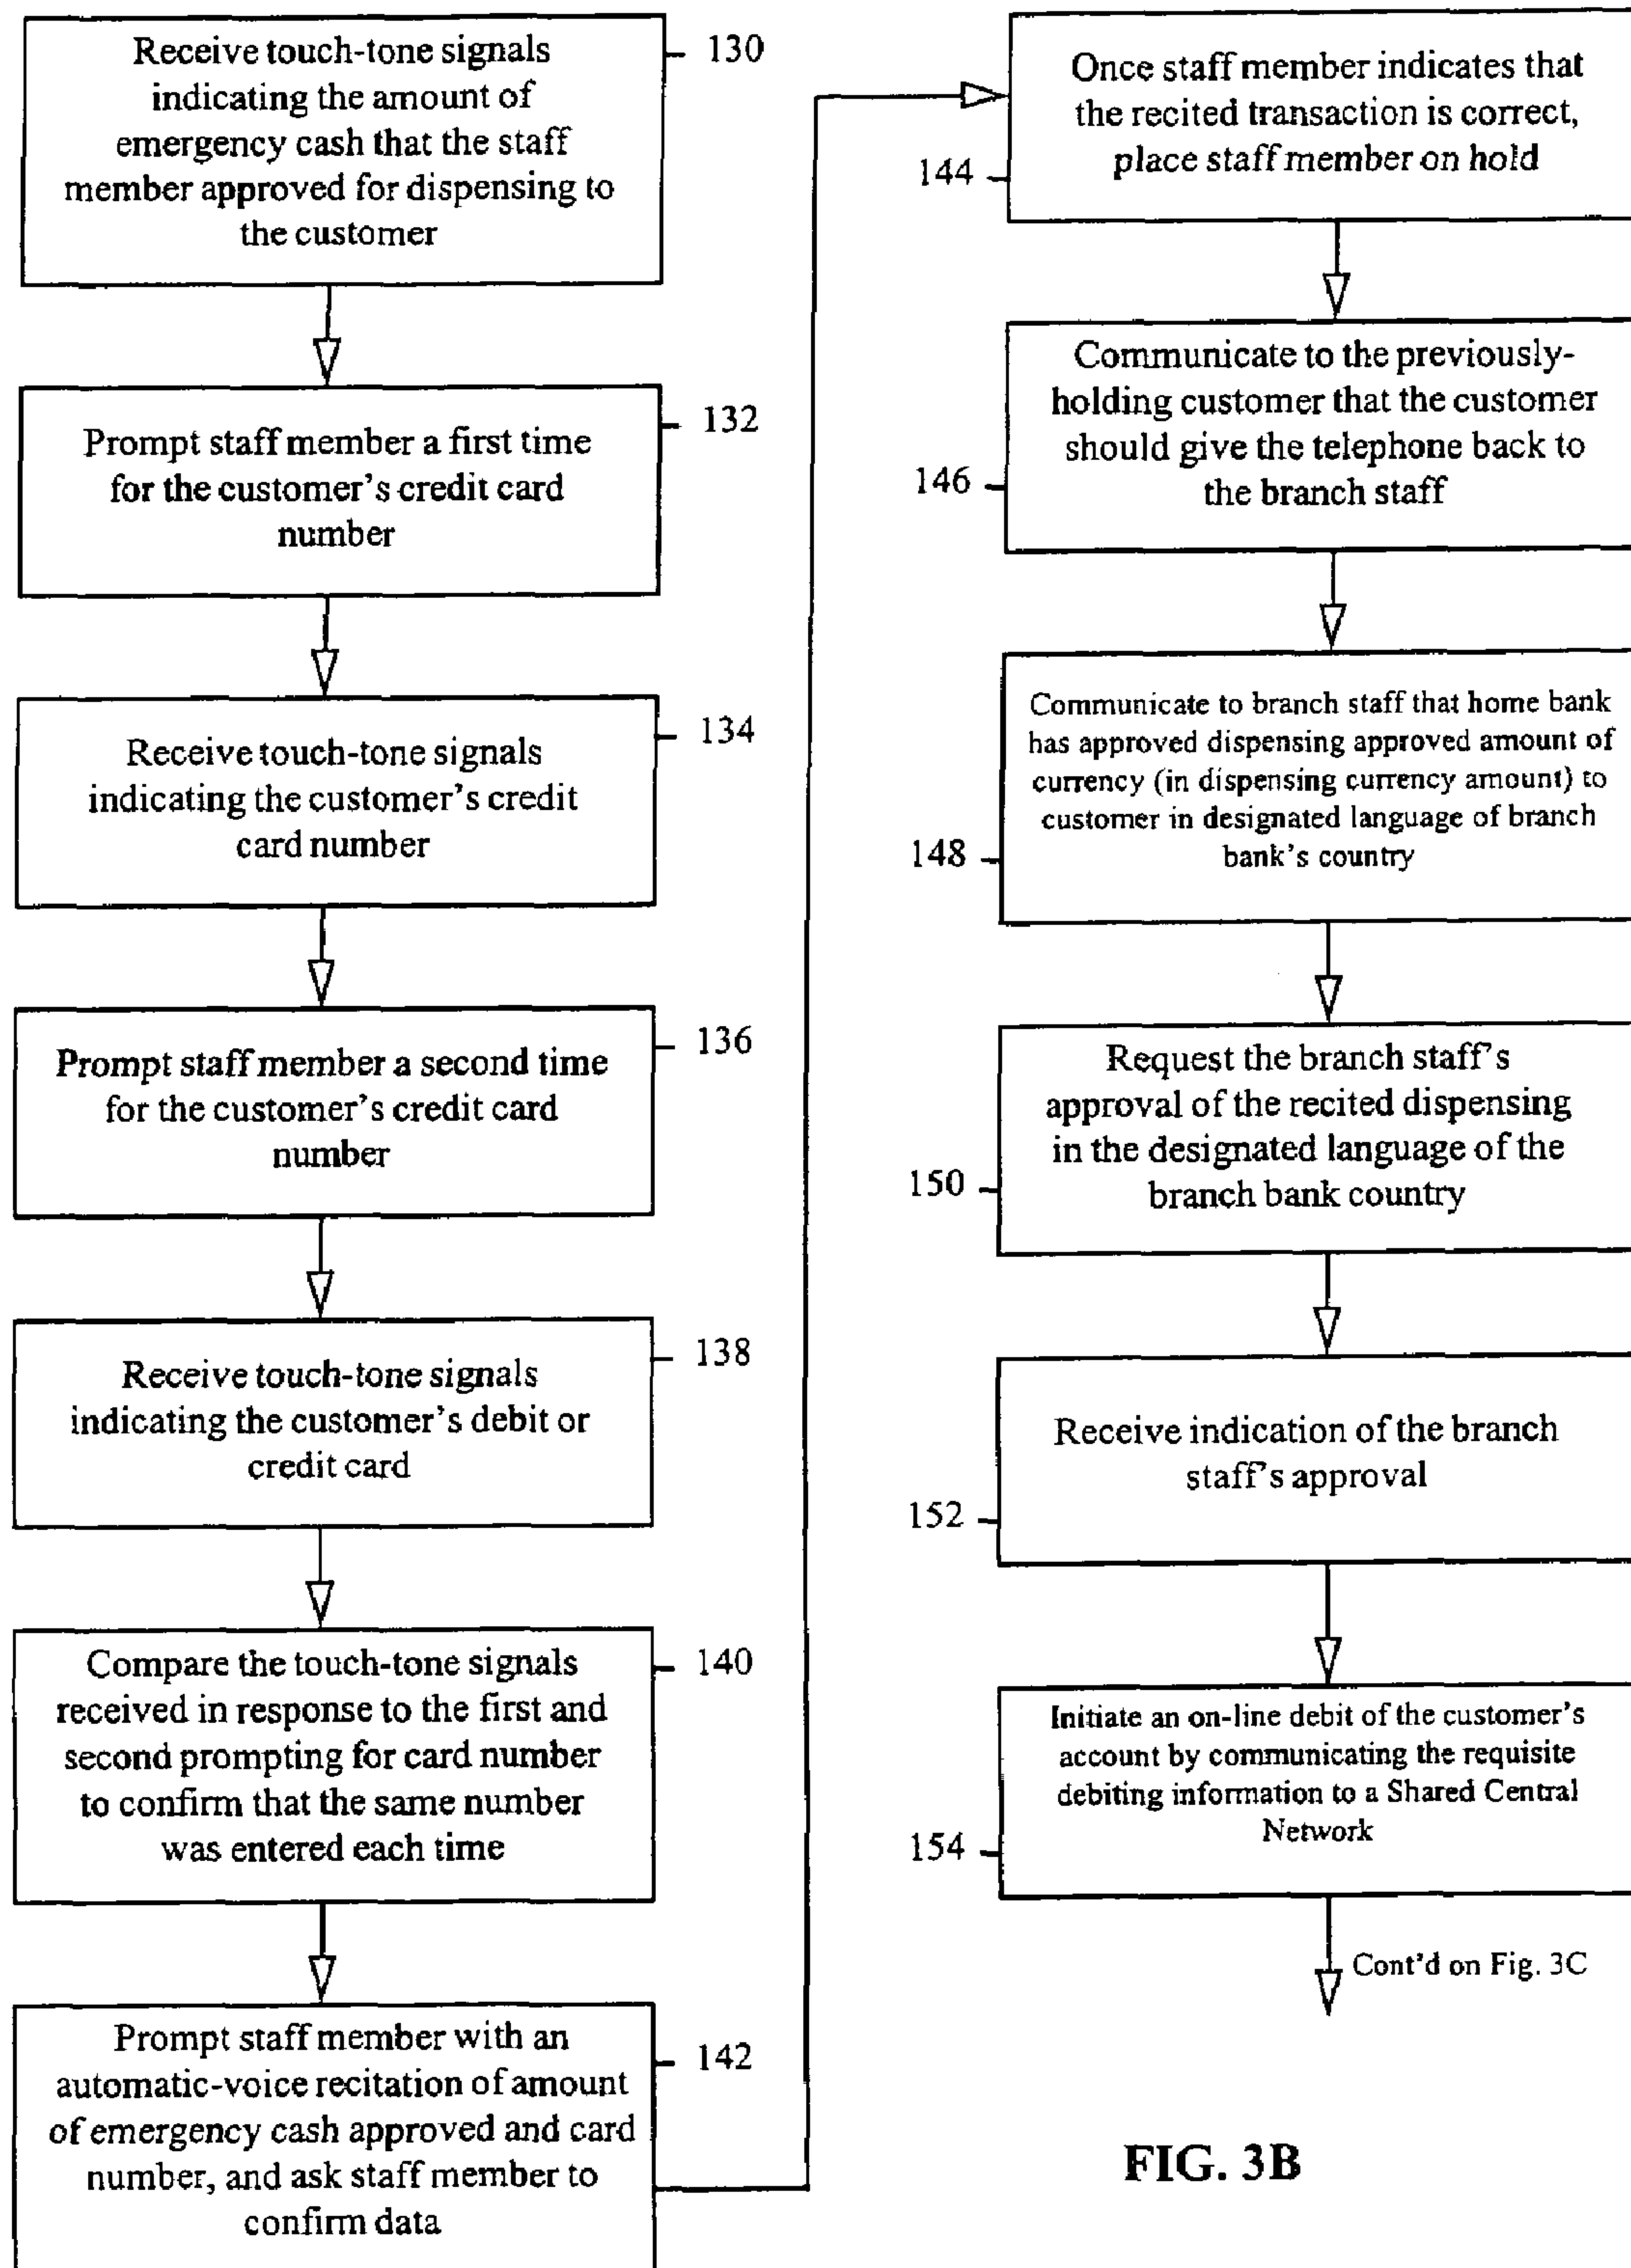 Receive touch-tone signals
indicating the amount of
emergency cash that the staff
member approved for dispensing to
the customer
130
Prompt staff member a first time
for the customer's credit card
number
132
Receive touch-tone signals
indicating the customer's credit
card number
134
Prompt staff member a second time
for the customer's credit card
number
136
Receive touch-tone signals
indicating the customer's debit or
credit card
138
Compare the touch-tone signals
received in response to the first and
second prompting for card number
to confirm that the same number
was entered each time
140
Prompt staff member with an
automatic-voice recitation of amount
of emergency cash approved and card
number, and ask staff member to
confirm data
142
Once staff member indicates that
the recited transaction is correct,
place staff member on hold
144
Communicate to the previously-
holding customer that the customer
should give the telephone back to
the branch staff
146
Communicate to branch staff that home bank
has approved dispensing approved amount of
currency (in dispensing currency amount) to
customer in designated language of branch
bank's country
148
Request the branch staff's
approval of the recited dispensing
in the designated language of the
branch bank country
150
Receive indication of the branch
staff's approval
152
Initiate an on-line debit of the customer's
account by communicating the requisite
debiting information to a Shared Central
Network
154
Cont'd on Fig. 3C
FIG. 3B